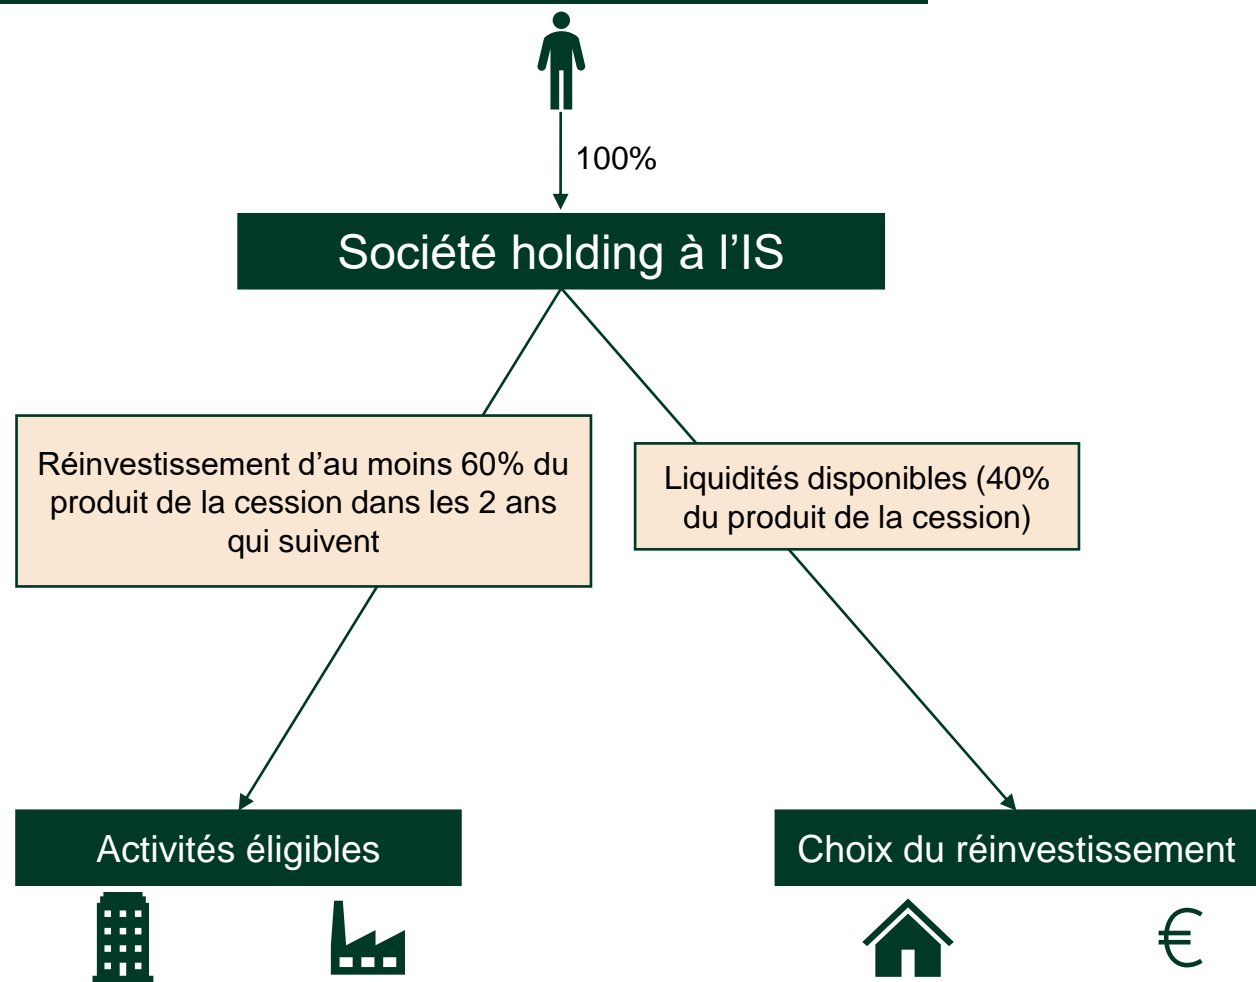 100%
Société holding à l’IS
Réinvestissement d’au moins 60% du
produit de la cession dans les 2 ans
qui suivent
Liquidités disponibles (40%
du produit de la cession)
Activités éligibles
Choix du réinvestissement
€